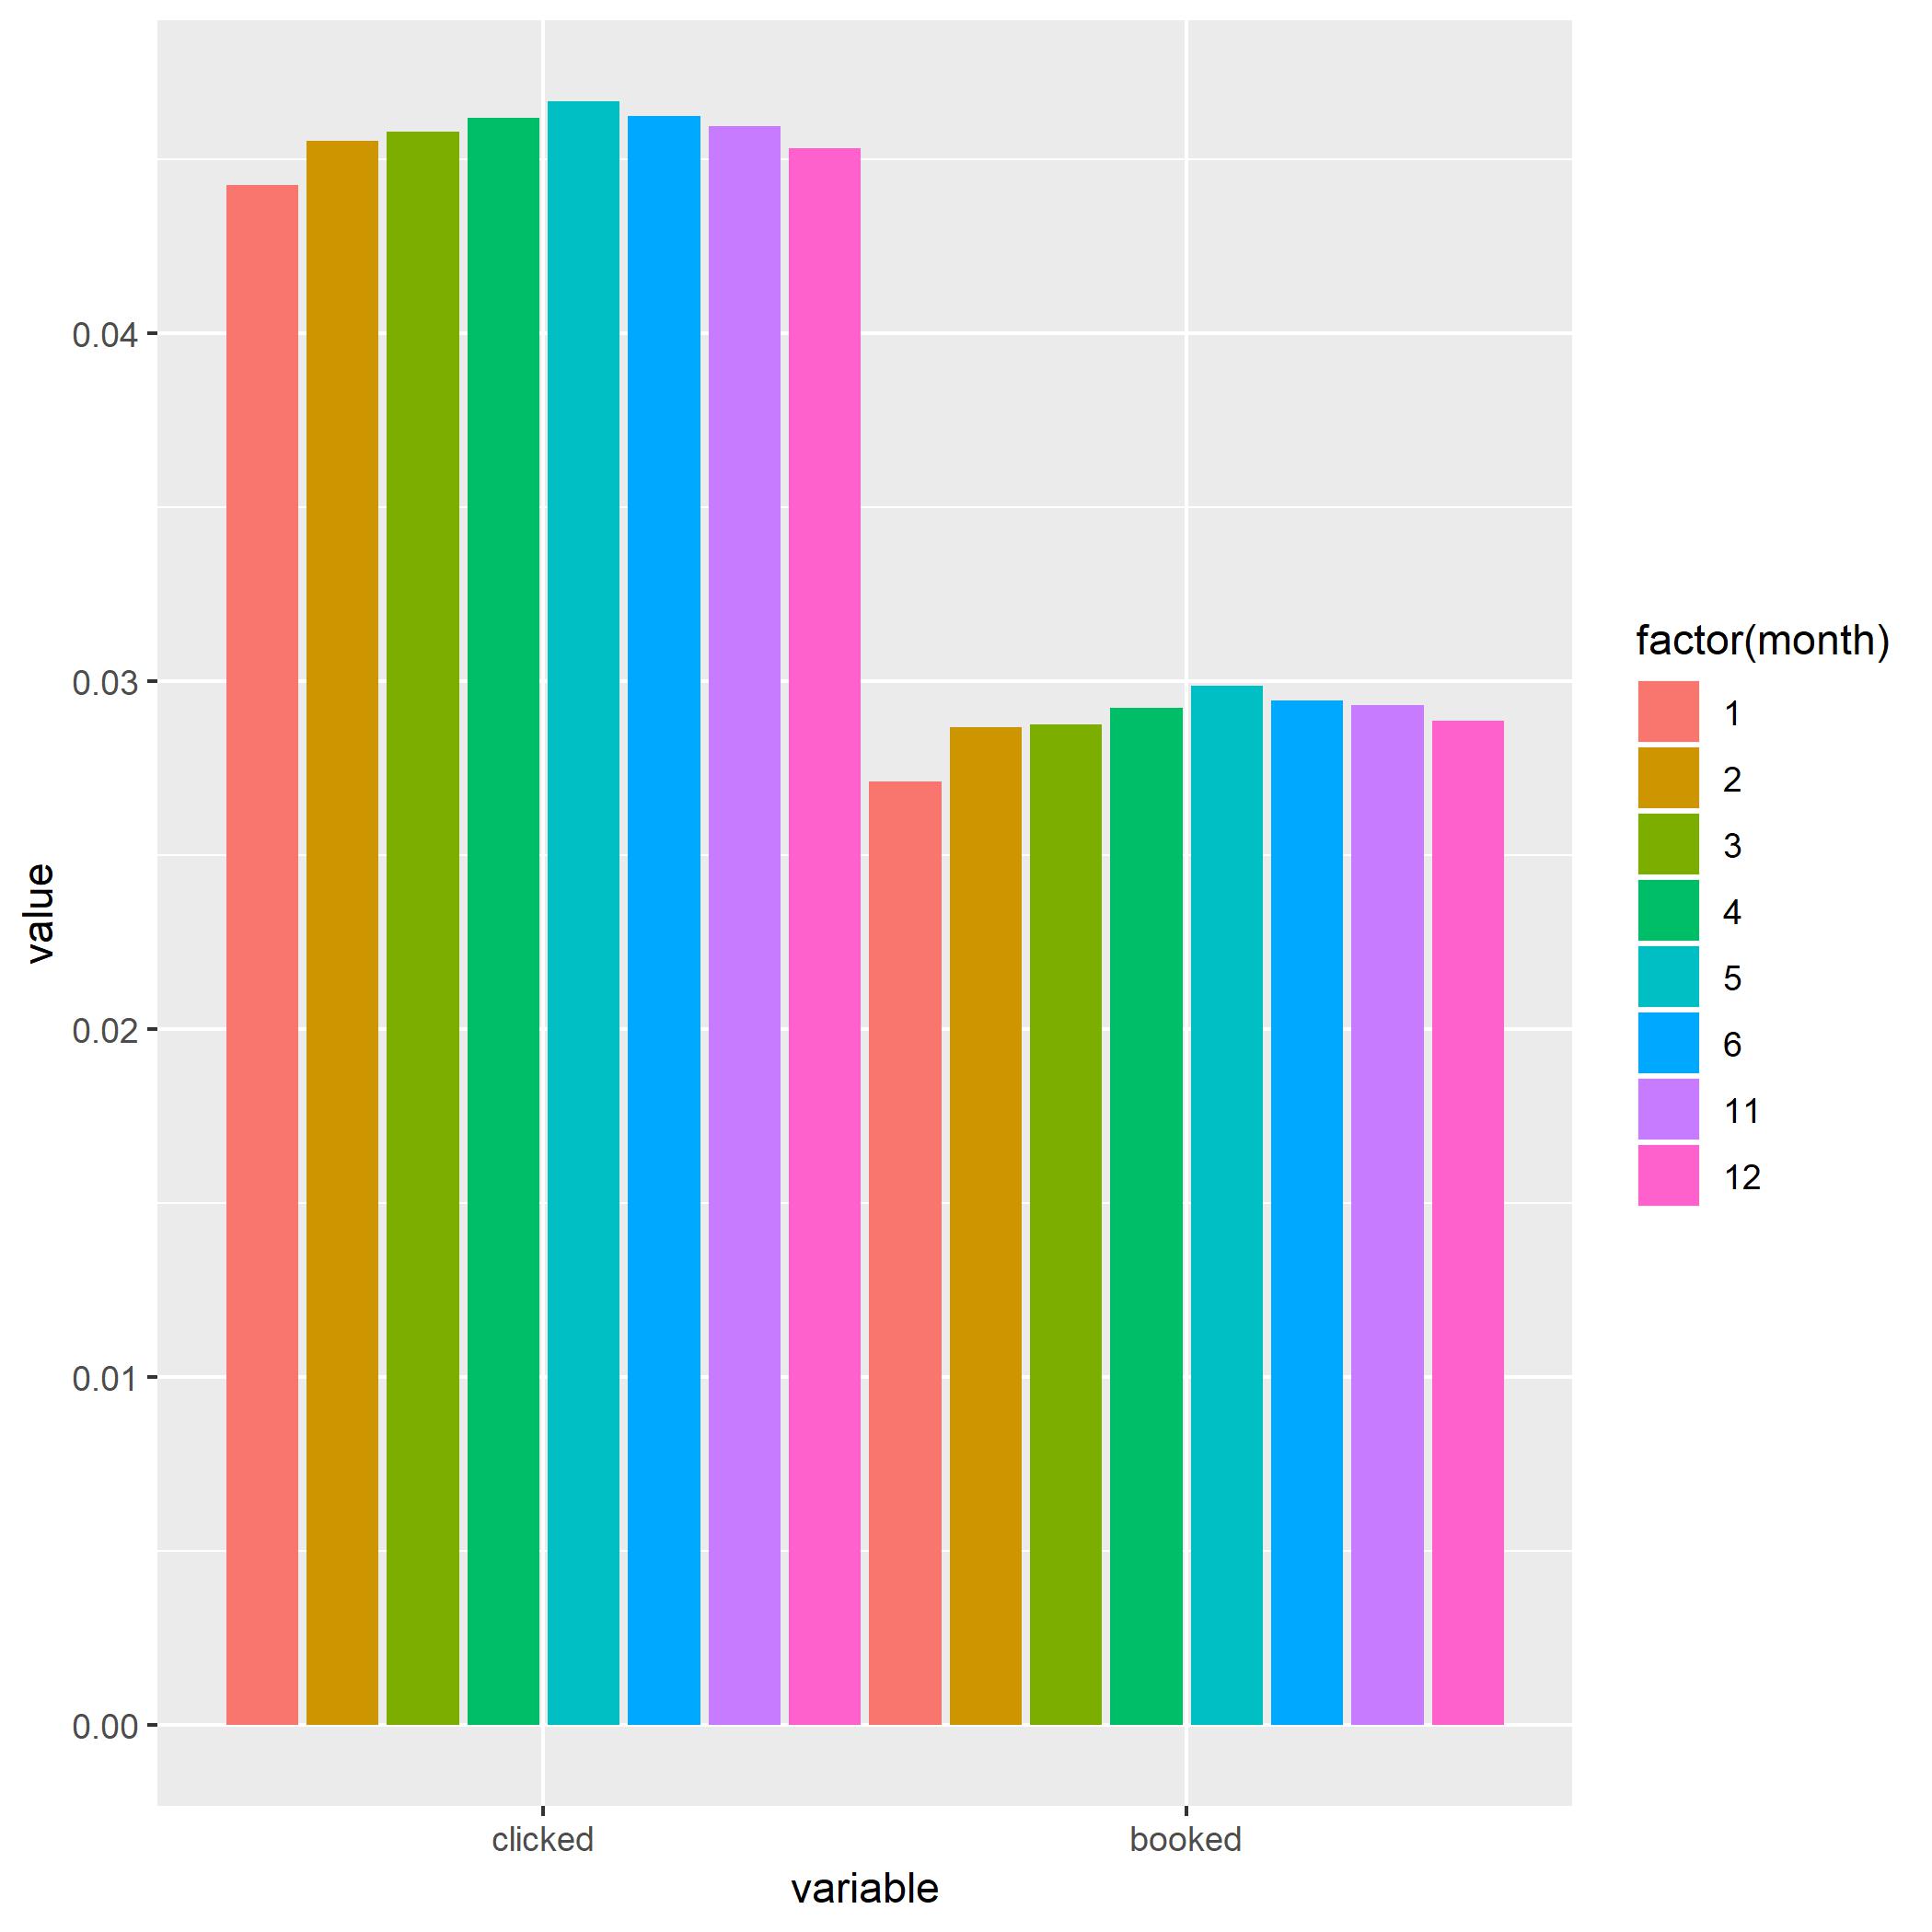 0.04
0.03
0.02
0.01
0.00
value
clicked
booked
variable
factor(month)
1
2
3
4
5
6
11
12